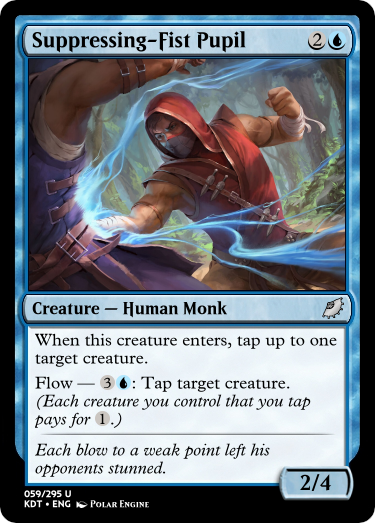 Suppressing-Fist Pupil 2
Creature — Human Monk
When this creature enters, tap up to one
target creature.
Flow — 3: Tap target creature.
(Each creature you control that you tap
pays for 1.)
Each blow to a weak point left his
opponents stunned.
2/4
059/295 U
KDT • ENG Polar Engine